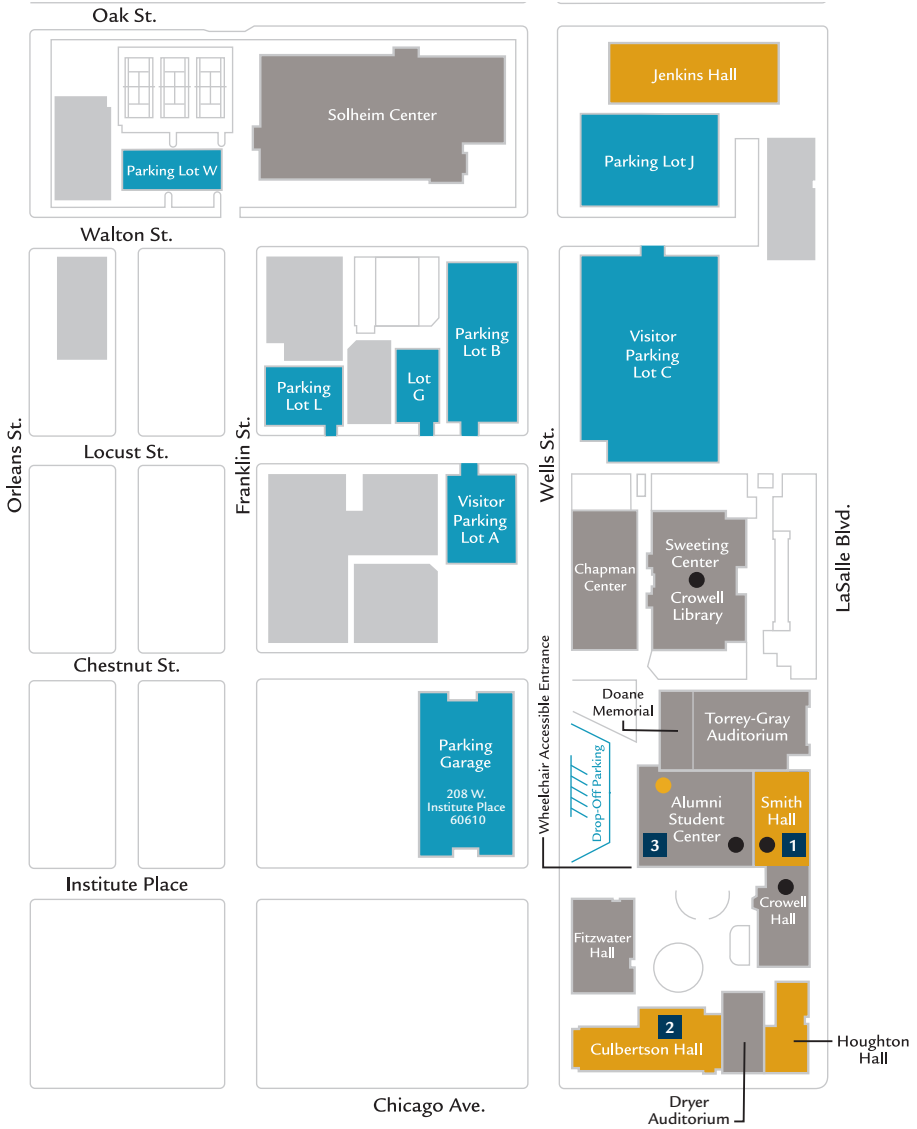 Oak St.
Jenkins Hall
Solheim Center
Parking Lot W
Parking Lot J
Walton St.
Parking
Lot B
Visitor
Parking
Lot C
Parking
Lot L
Lot
G
Orleans St.
Franklin St.
Wells St.
LaSalle Blvd.
Locust St.
Visitor
Parking
Lot A
Chapman
Center
Sweeting
Center
Crowell
Library
Chestnut St.
Wheelchair Accessible Entrance
Doane
Memorial
Torrey-Gray
Auditorium
Parking
Garage
208 W.
Institute Place
60610
Drop-Off Parking
Alumni
Student
Center
3
Smith
Hall
1
Institute Place
Crowell
Hall
Fitzwater
Hall
2
Culbertson Hall
Houghton
Hall
Dryer
Auditorium
Chicago Ave.